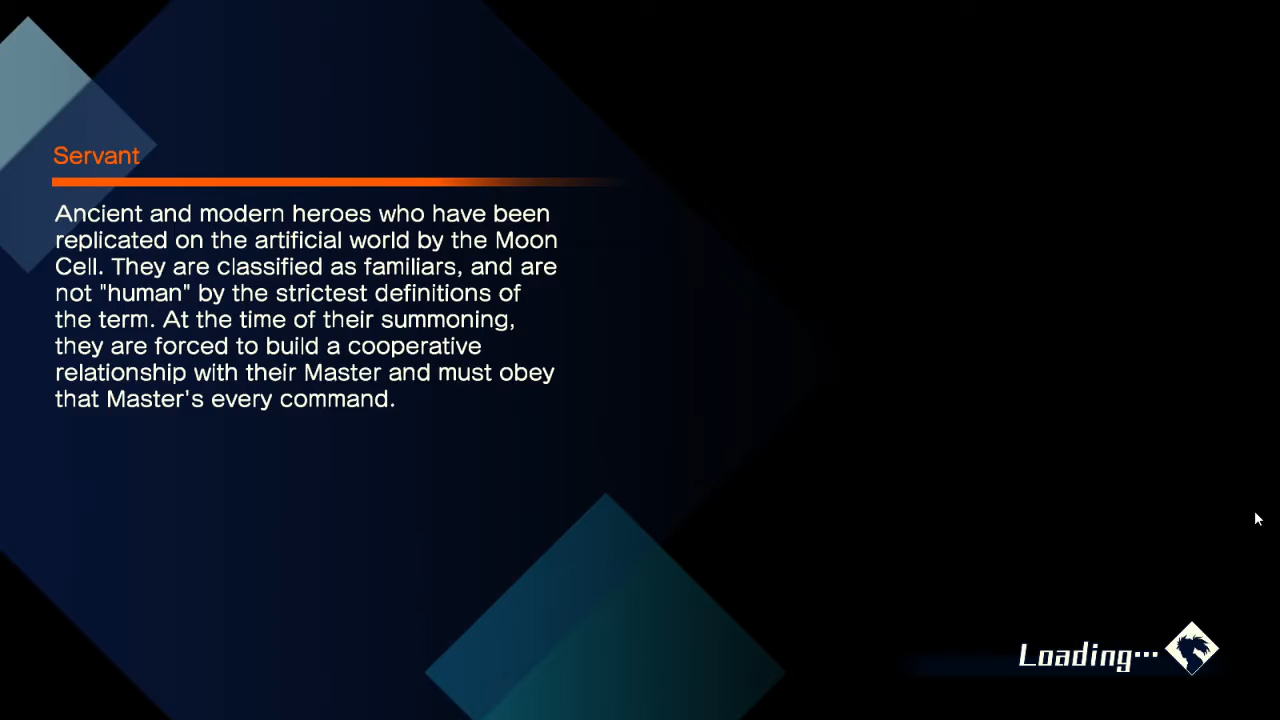 Servant
Ancient and modern heroes who have been
replicated on the artificial world by the Moon
Cell. They are classified as familiars, and are
not "human" by the strictest definitions of
the term. At the time of their summoning,
they are forced to build a cooperative
relationship with their Master and must obey
that Master's every command.
Loading···